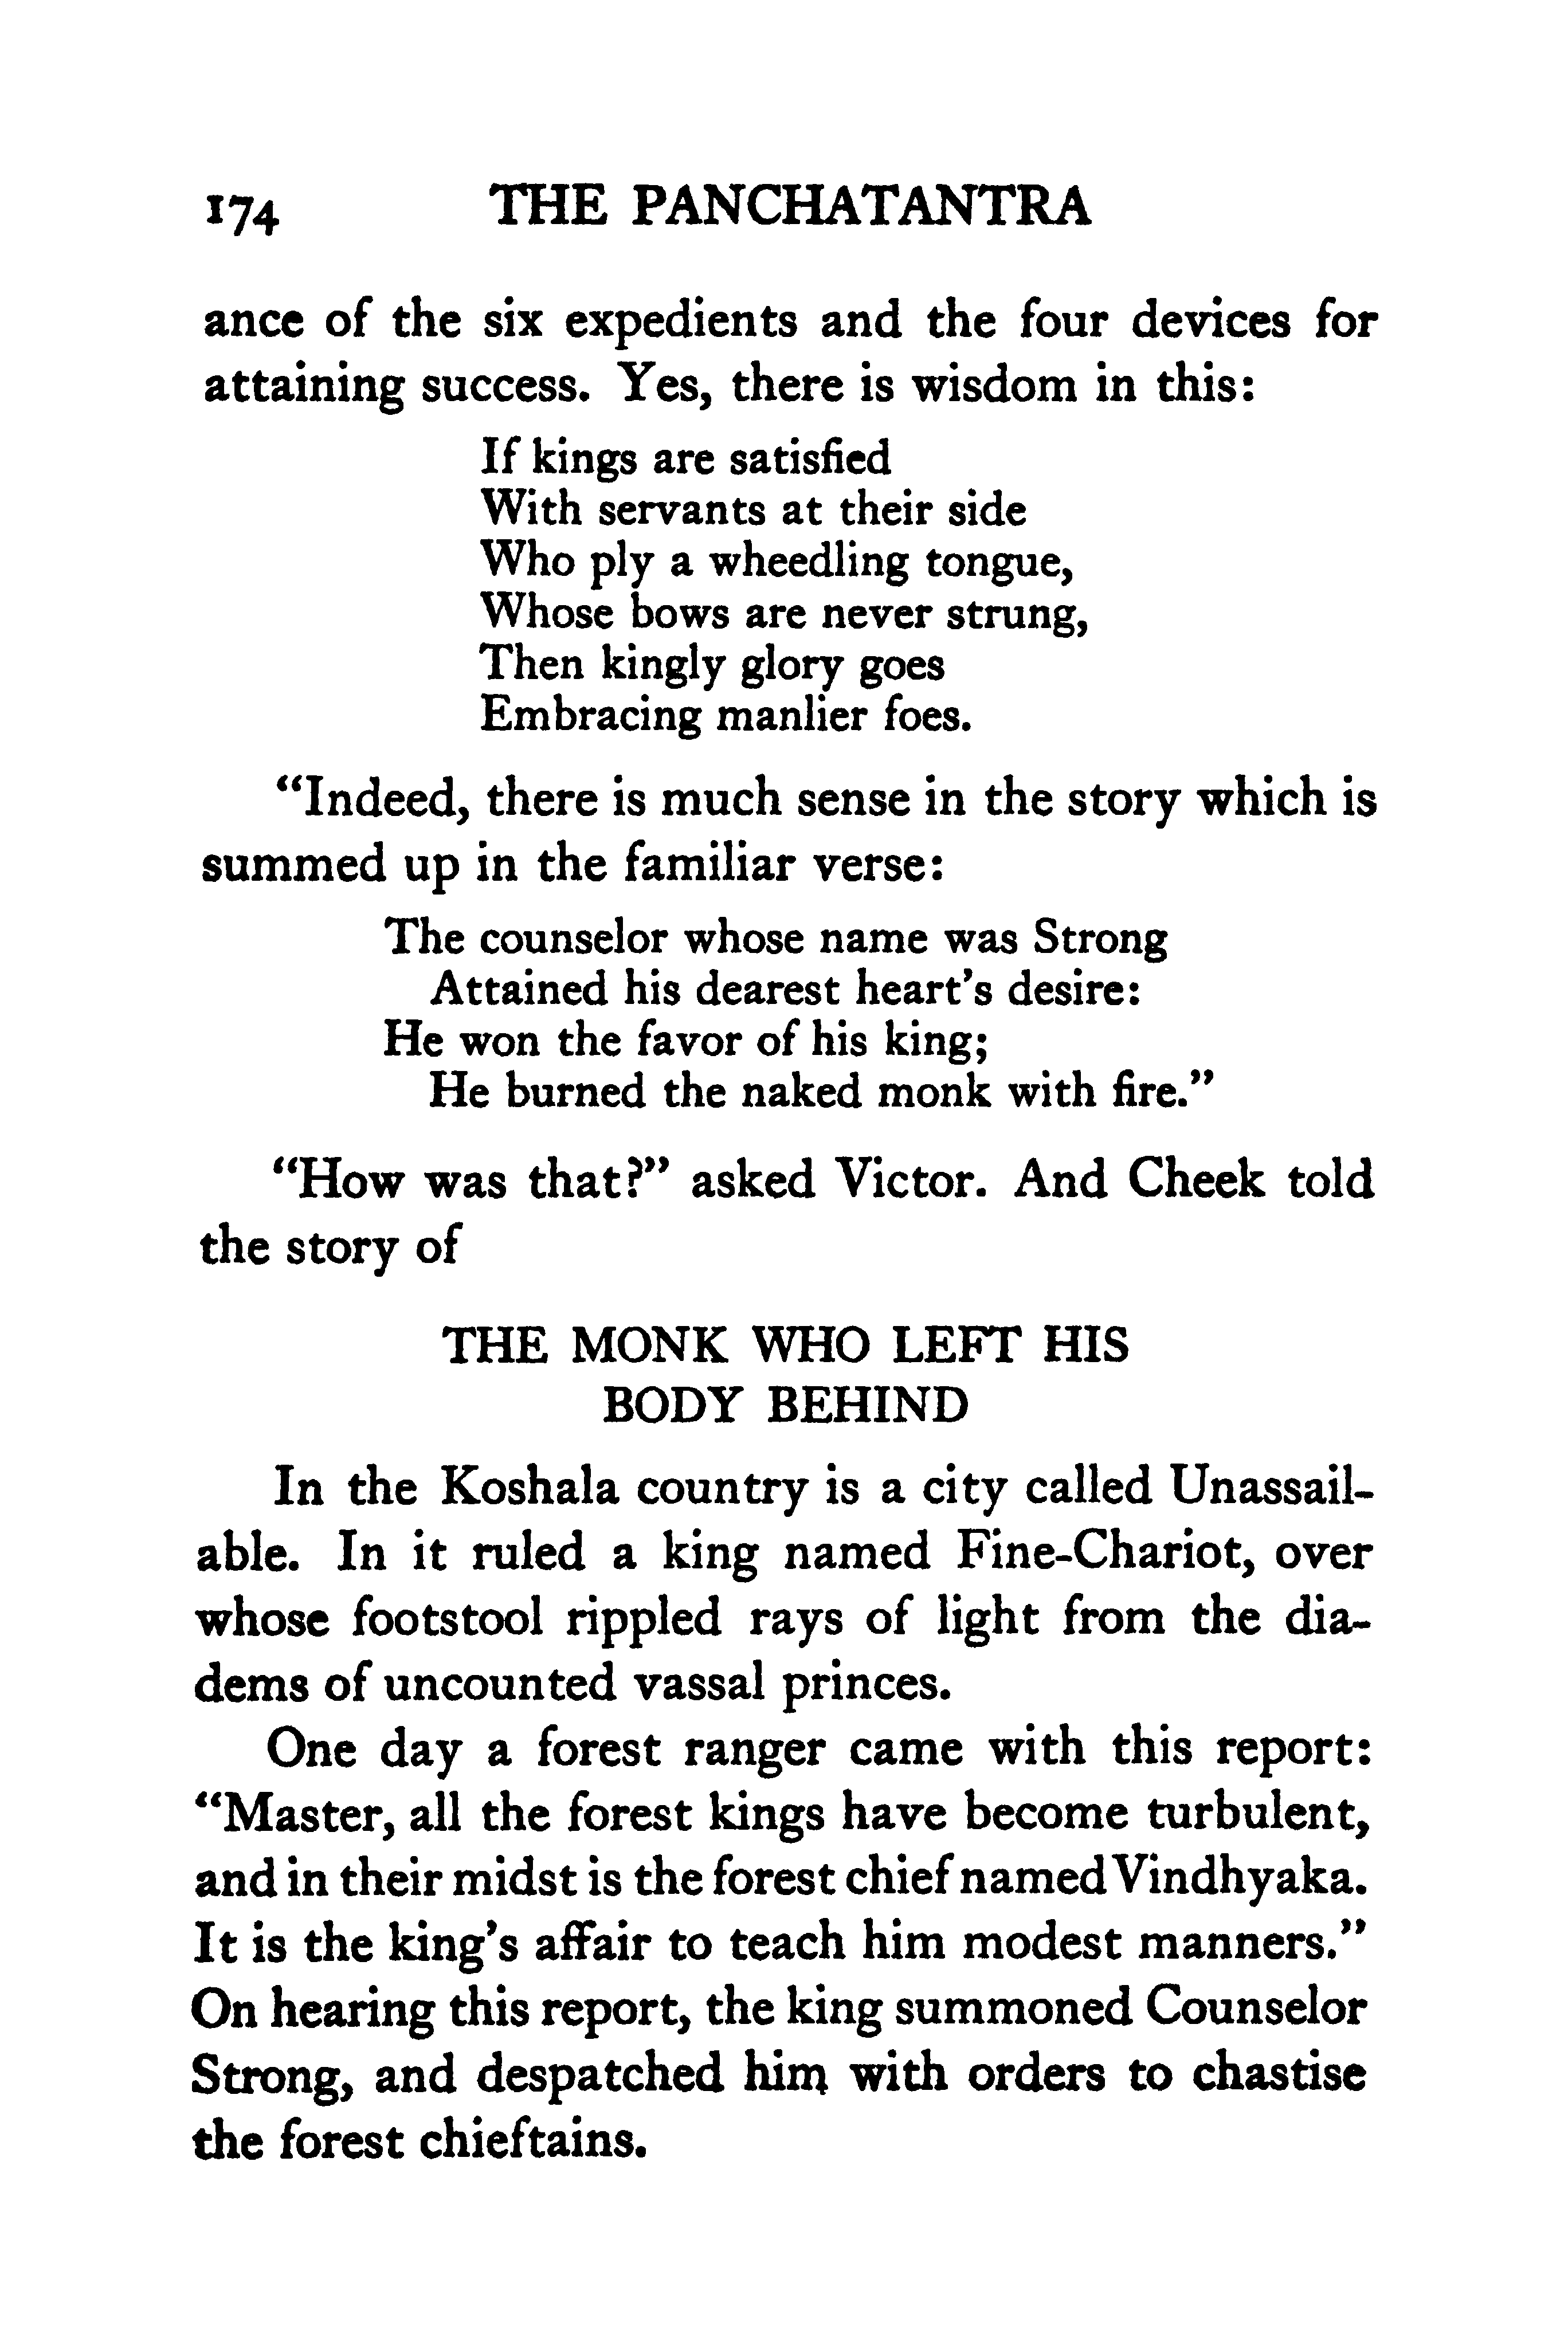 174 THE PANCHATANTRA
ance of the six expedients and the four devices for
attaining success. Yes, there is wisdom in this:
If kings are satisfied
With servants at their side
Who ply a wheedling tongue,
Whose bows are never strung,
Then kingly glory goes
Embracing manlier foes.
“Indeed, there is much sense in the story which is
summed up in the familiar verse:
The counselor whose name was Strong
Attained his dearest heart’s desire:
He won the favor of his king;
He burned the naked monk with fire.”
“How was that?” asked Victor. And Cheek told
the story of
THE MONK WHO LEFT HIS
BODY BEHIND
In the Koshala country is a city called Unassail-
able. In it ruled a king named Fine-Chariot, over
whose footstool rippled rays of light from the dia-
dems of uncounted vassal princes.
One day a forest ranger came with this report:
“Master, all the forest kings have become turbulent,
and in their midst is the forest chief named Vindhyaka.
It is the king’s affair to teach him modest manners.”
On hearing this report, the king summoned Counselor
Strong, and despatched him with orders to chastise
the forest chieftains.